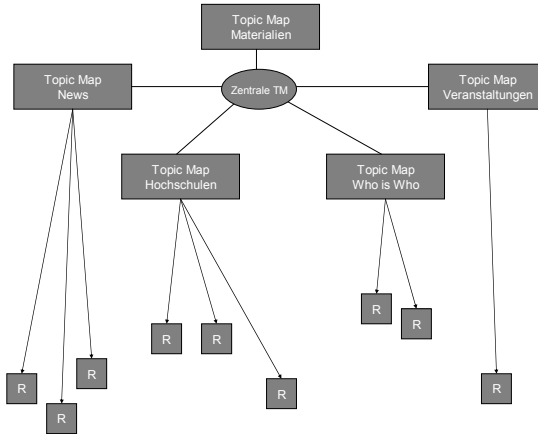 Topic Map
Materialien
Topic Map
News
Zentrale TM
Topic Map
Veranstaltungen
Topic Map
Hochschulen
Topic Map
Who is Who
R
R
R
R
R
R
R
R
R